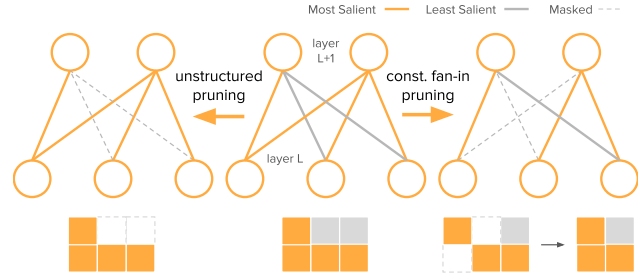 Most Salient
Least Salient
Masked
layer
L+1
unstructured
pruning
const. fan-in
pruning
layer L